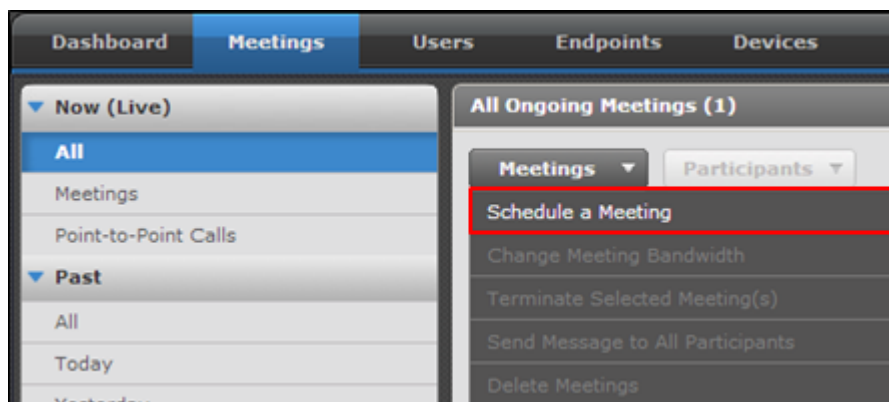 Dashboard Meetings Users Endpoints Devices
Now (Live)
All
Meetings
Point-to-Point Calls
Past
All
Today
Yesterday
All Ongoing Meetings (1)
Meetings Participants
Schedule a Meeting
Change Meeting Bandwidth
Terminate Selected Meeting(s)
Send Message to All Participants
Delete Meetings